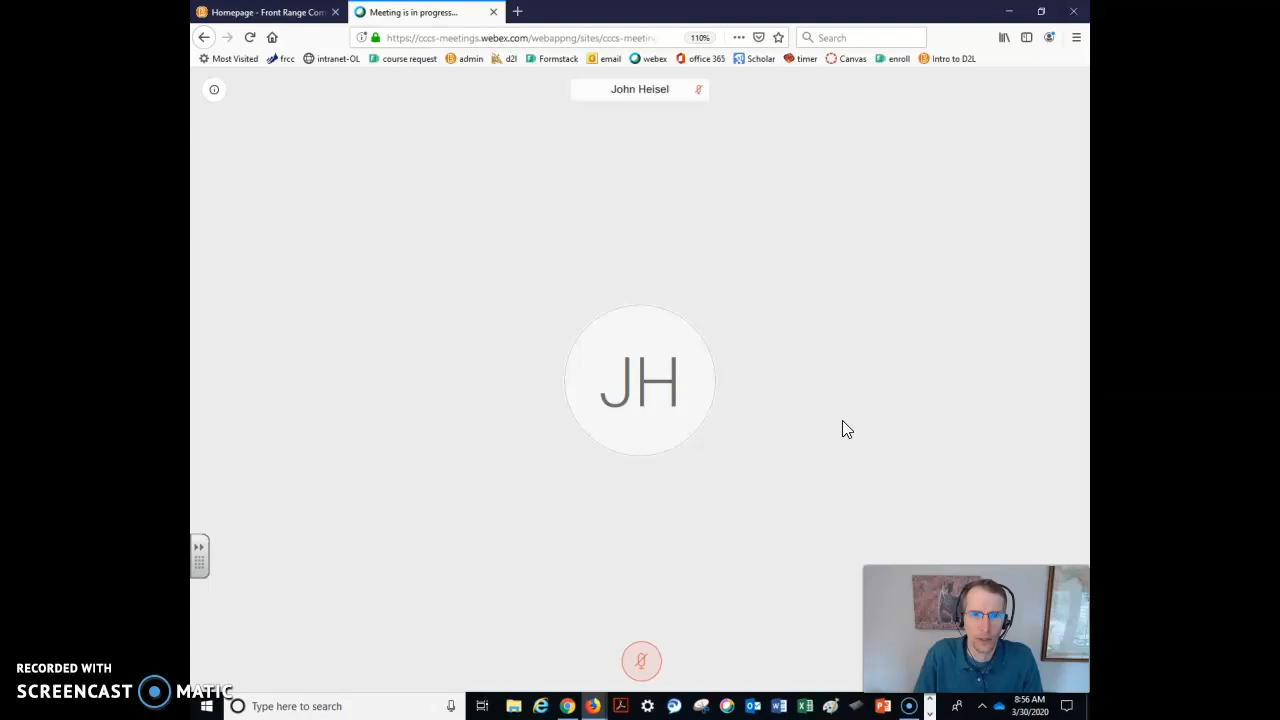 Homepage - Front Range Com
Meeting is in progress...
https://cccs-meetings.webex.com/webappng/sites/cccs-meeting
110%
Search
Most Visited frcc intranet-OL course request admin d2l Formstack email webex office 365 Scholar timer Canvas enroll Intro to D2L
John Heisel
JH
RECORDED WITH
SCREENCAST MATIC
Type here to search
8:56 AM
3/30/2020